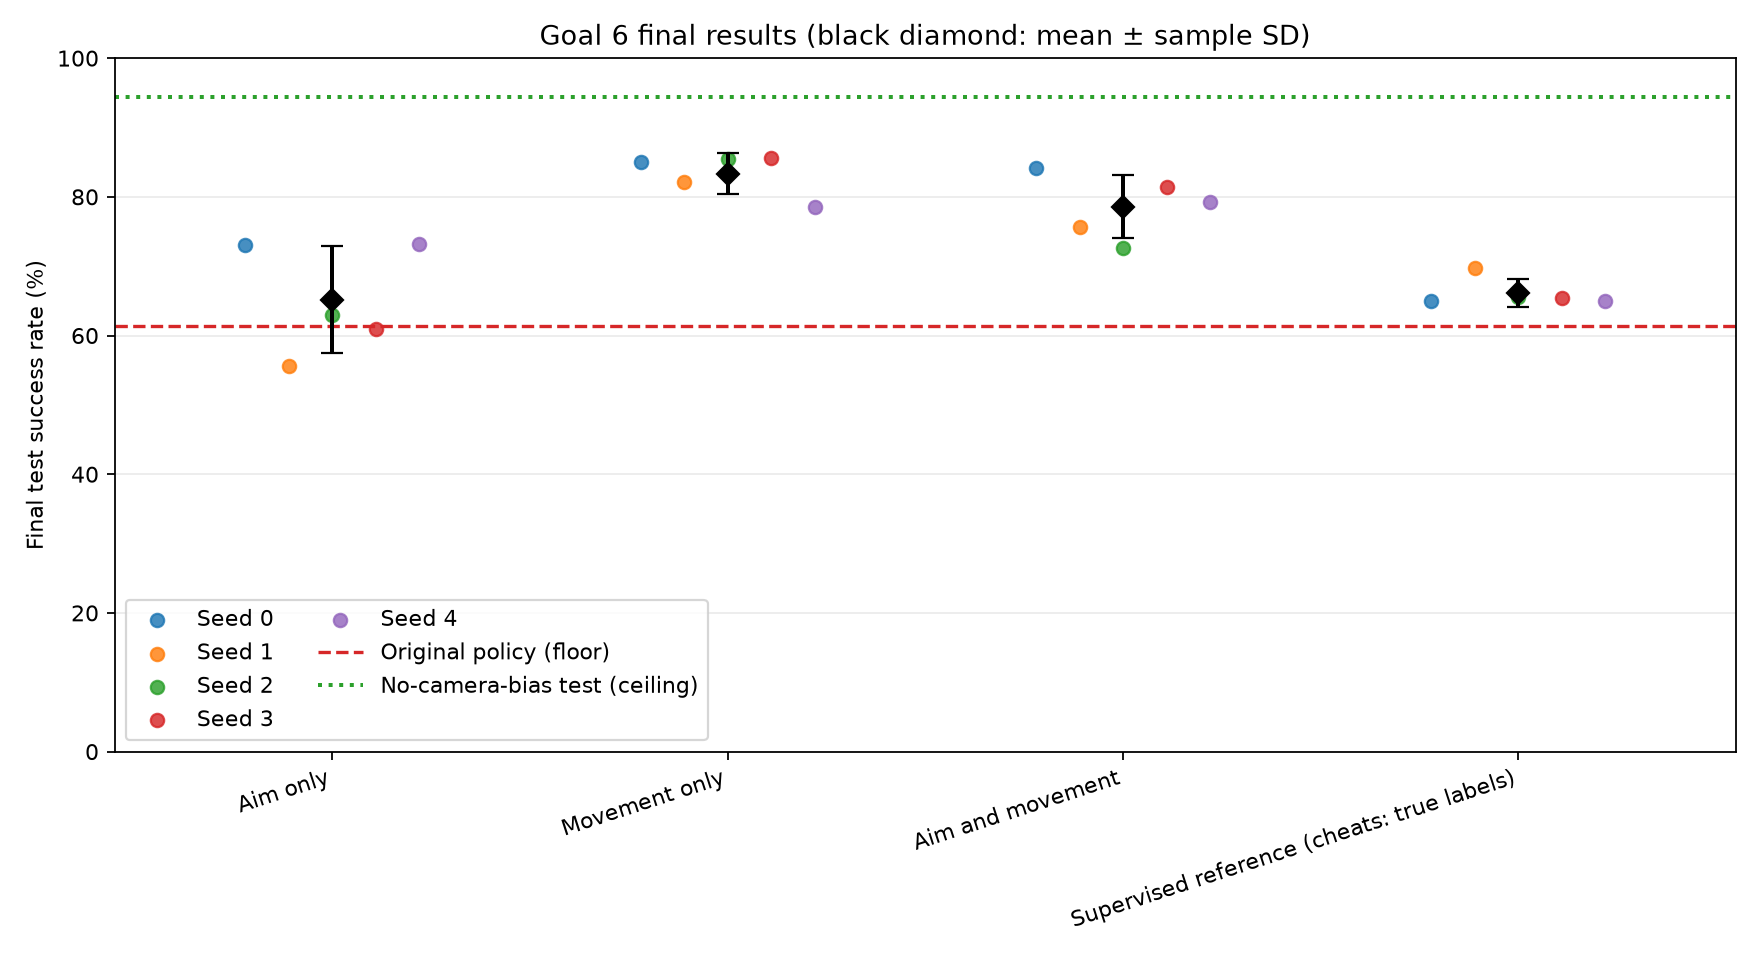 Goal 6 final results (black diamond: mean ± sample SD)
Final test success rate (%)
100
80
60
40
20
0
Seed 0
Seed 1
Seed 2
Seed 3
Seed 4
Original policy (floor)
No-camera-bias test (ceiling)
Aim only
Movement only
Aim and movement
Supervised reference (cheats: true labels)